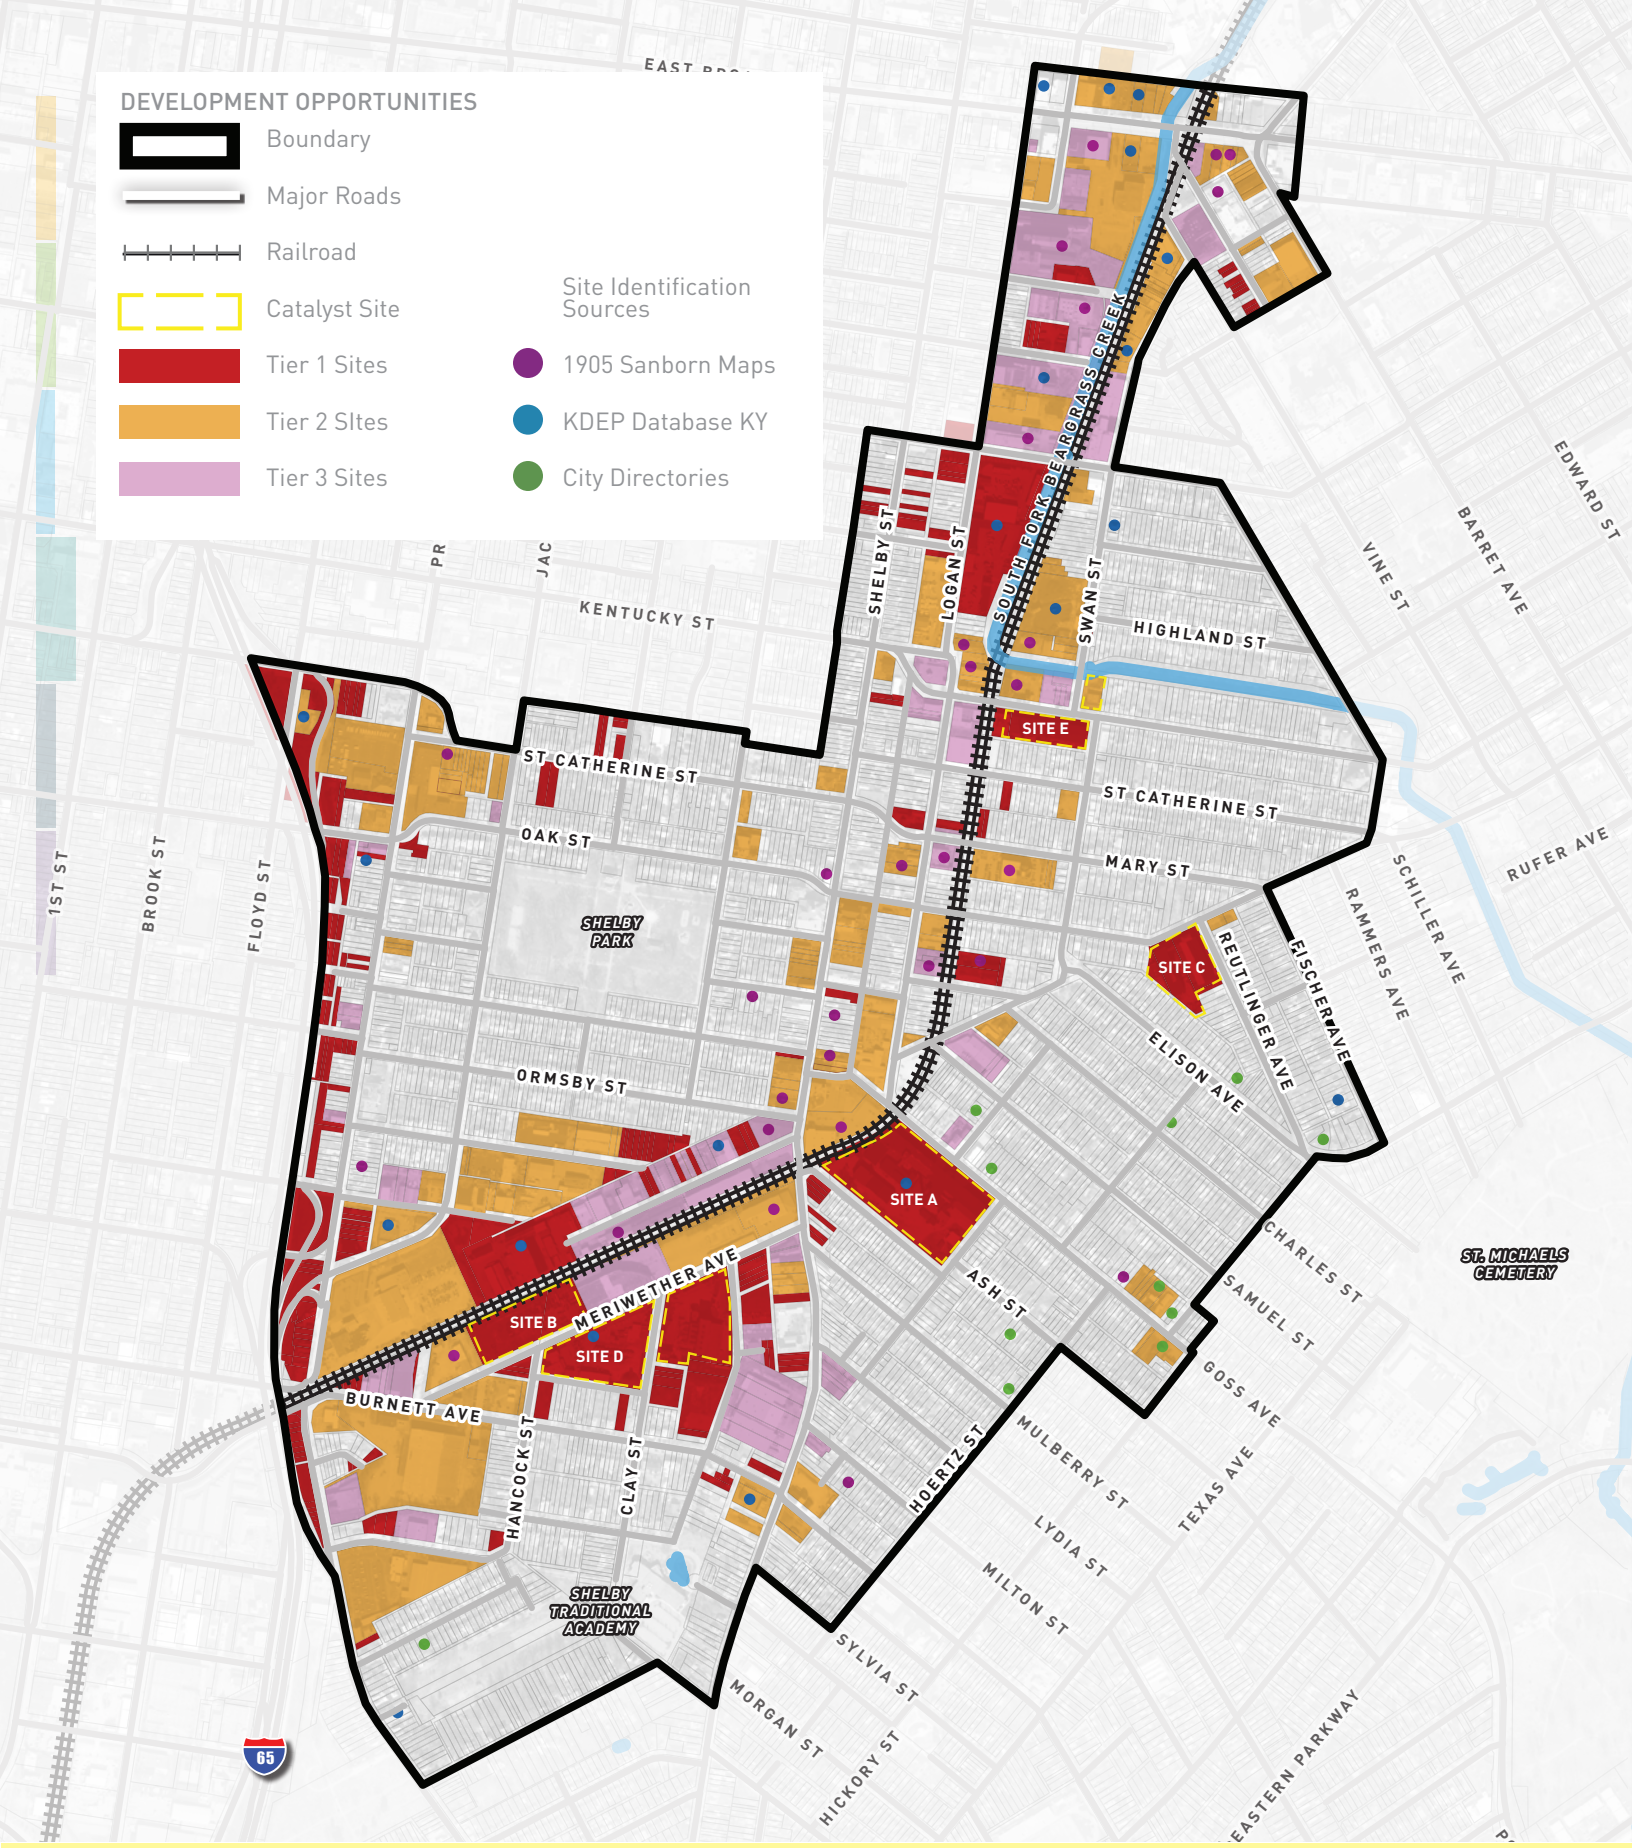 EAST BRO
DEVELOPMENT OPPORTUNITIES
Boundary
Major Roads
Railroad
Catalyst Site
Tier 1 Sites
Tier 2 SItes
Tier 3 Sites
Site Identification
Sources
1905 Sanborn Maps
KDEP Database KY
City Directories
SOUTH FORK BEARGRASS CREEK
EDWARD ST
BARRET AVE
VINE ST
PR
JAC
KENTUCKY ST
SHELBY ST
LOGAN ST
SWAN ST
HIGHLAND ST
SITE E
ST CATHERINE ST
ST CATHERINE ST
OAK ST
MARY ST
1ST ST
BROOK ST
FLOYD ST
SHELBY
PARK
RUFER AVE
SCHILLER AVE
RAMMERS AVE
FISCHER AVE
REUTLINGER AVE
SITE C
ELISON AVE
ORMSBY ST
SITE A
CHARLES ST
SAMUEL ST
GOSS AVE
ST. MICHAELS
CEMETERY
ASH ST
MERIWETHER AVE
SITE B
SITE D
BURNETT AVE
HANCOCK ST
CLAY ST
HOERTZ ST
MULBERRY ST
TEXAS AVE
LYDIA ST
MILTON ST
SHELBY
TRADITIONAL
ACADEMY
SYLVIA ST
MORGAN ST
HICKORY ST
EASTERN PARKWAY
65